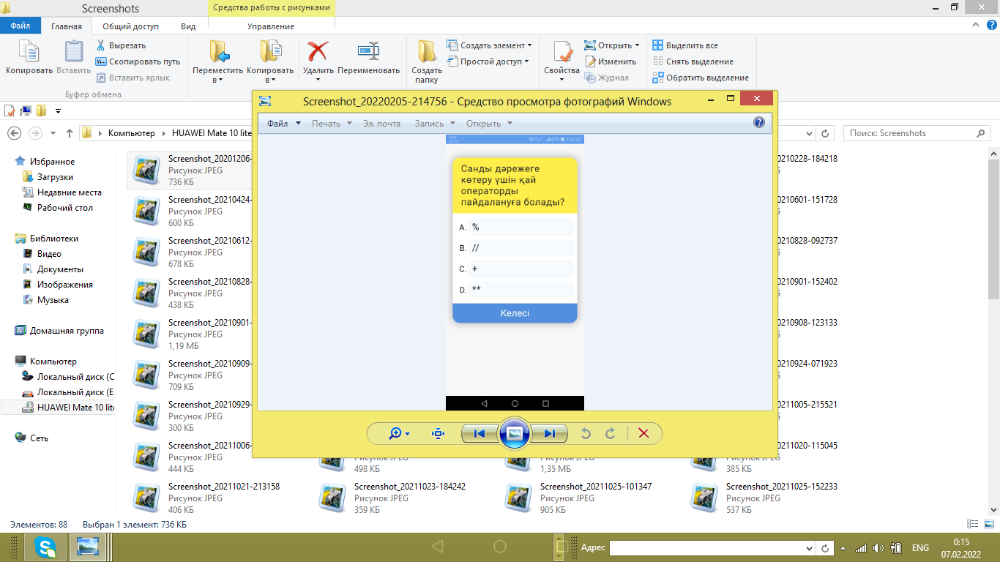 Screenshots
Средства работы с рисунками
Файл
Главная
Общий доступ
Вид
Управление
Копировать
Вставить
Вырезать
Скопировать путь
Вставить ярлык
Буфер обмена
Переместить в
Копировать в
Удалить
Переименовать
Создать папку
Создать элемент
Простой доступ
Свойства
Открыть
Изменить
Журнал
Выделить все
Снять выделение
Обратить выделение
Компьютер
HUAWEI Mate 10 lite
Поиск: Screenshots
Screenshot_20220205-214756 - Средство просмотра фотографий Windows
Файл
Печать
Эл. почта
Запись
Открыть
21:47
47%
Санды дәрежеге
көтеру үшін қай
операторды
пайдалануға болады?
A. %
B. //
C. +
D. **
Келесі
Избранное
Загрузки
Недавние места
Рабочий стол
Библиотеки
Видео
Документы
Изображения
Музыка
Домашняя группа
Компьютер
Локальный диск (C
Локальный диск (E
HUAWEI Mate 10 lite
Сеть
Screenshot_20201206-
Рисунок JPEG
736 КБ
20210228-184218
Screenshot_20210424-
Рисунок JPEG
600 КБ
20210601-151728
Screenshot_20210612-
Рисунок JPEG
678 КБ
20210828-092737
Screenshot_20210828-
Рисунок JPEG
438 КБ
20210901-152402
Screenshot_20210901-
Рисунок JPEG
1,19 МБ
20210908-123133
Screenshot_20210909-
Рисунок JPEG
709 КБ
20210924-071923
Screenshot_20210929-
Рисунок JPEG
300 КБ
20211005-215521
Screenshot_20211006-
Рисунок JPEG
444 КБ
Рисунок JPEG
498 КБ
Рисунок JPEG
1,35 МБ
20211020-115045
Рисунок JPEG
385 КБ
Screenshot_20211021-213158
Рисунок JPEG
406 КБ
Screenshot_20211023-184242
Рисунок JPEG
359 КБ
Screenshot_20211025-101347
Рисунок JPEG
905 КБ
Screenshot_20211025-152233
Рисунок JPEG
537 КБ
Элементов: 88
Выбран 1 элемент: 736 КБ
Адрес
ENG
0:15
07.02.2022